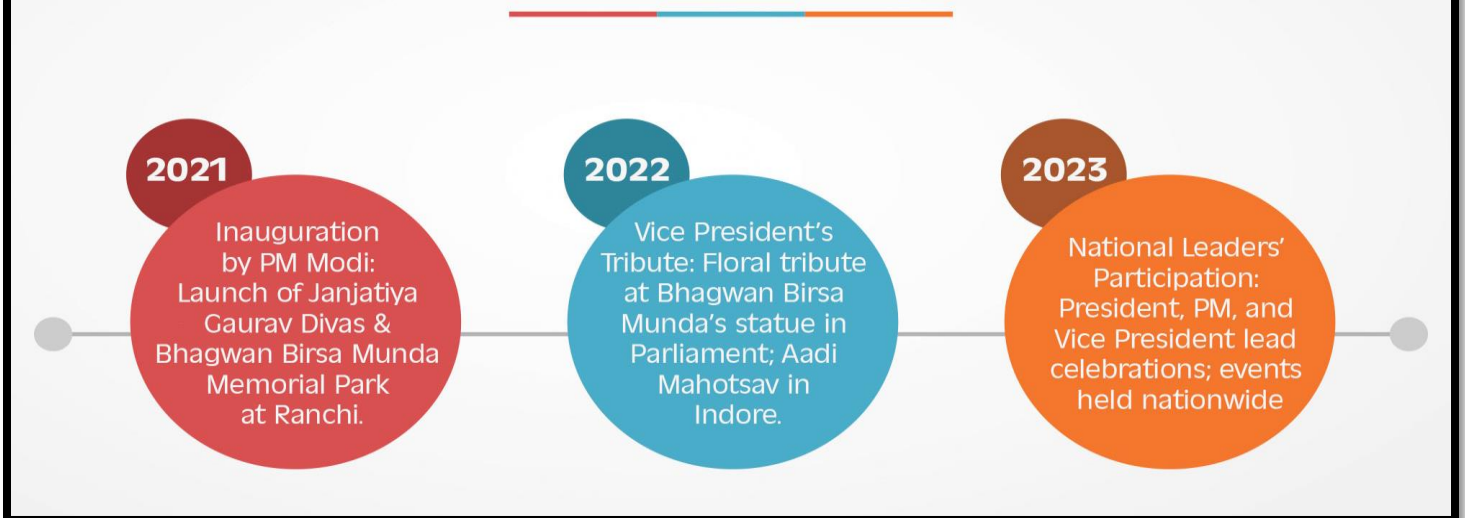 2021
Inauguration
by PM Modi:
Launch of Janjatiya
Gaurav Divas &
Bhagwan Birsa Munda
Memorial Park
at Ranchi.
2022
Vice President's
Tribute: Floral tribute
at Bhagwan Birsa
Munda's statue in
Parliament; Aadi
Mahotsav in
Indore.
2023
National Leaders'
Participation:
President, PM, and
Vice President lead
celebrations; events
held nationwide